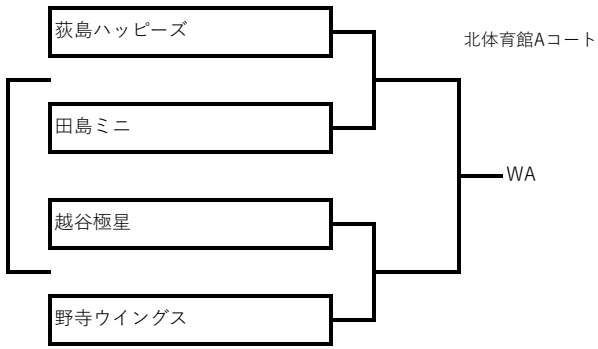 荻島ハッピーズ
北体育館Aコート
田島ミニ
WA
越谷極星
野寺ウイングス